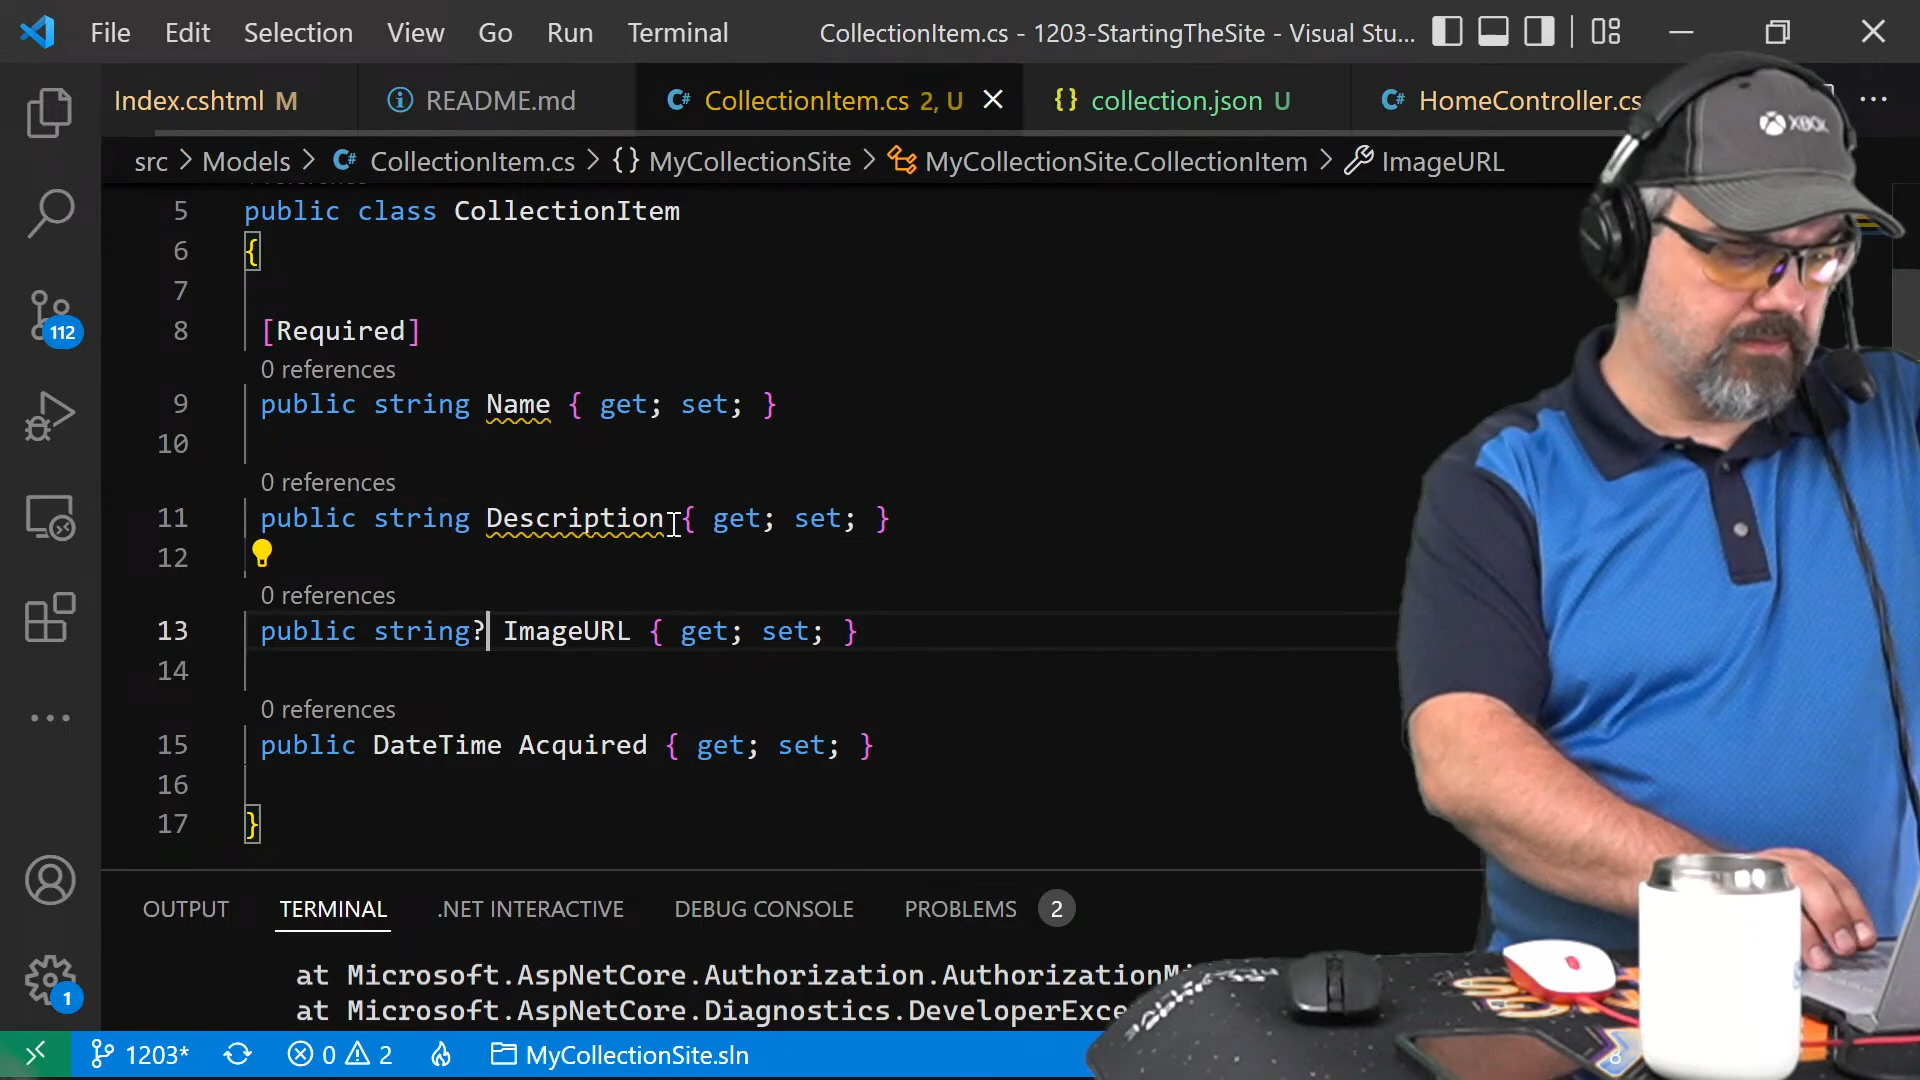 File Edit Selection View Go Run Terminal CollectionItem.cs - 1203-StartingTheSite - Visual Stu...
Index.cshtml M README.md C# CollectionItem.cs 2, U {} collection.json U C# HomeController.cs
src > Models > C# CollectionItem.cs > {} MyCollectionSite > MyCollectionSite.CollectionItem > ImageURL
XBOX
5 public class CollectionItem
6 {
7
112
8 [Required]
0 references
9 public string Name { get; set; }
10
0 references
11 public string Description { get; set; }
12
0 references
13 public string? ImageURL { get; set; }
14
0 references
15 public DateTime Acquired { get; set; }
16
17 }
OUTPUT TERMINAL .NET INTERACTIVE DEBUG CONSOLE PROBLEMS 2
at Microsoft.AspNetCore.Authorization.AuthorizationM
1
at Microsoft.AspNetCore.Diagnostics.DeveloperExce
1203* 0 2 MyCollectionSite.sln